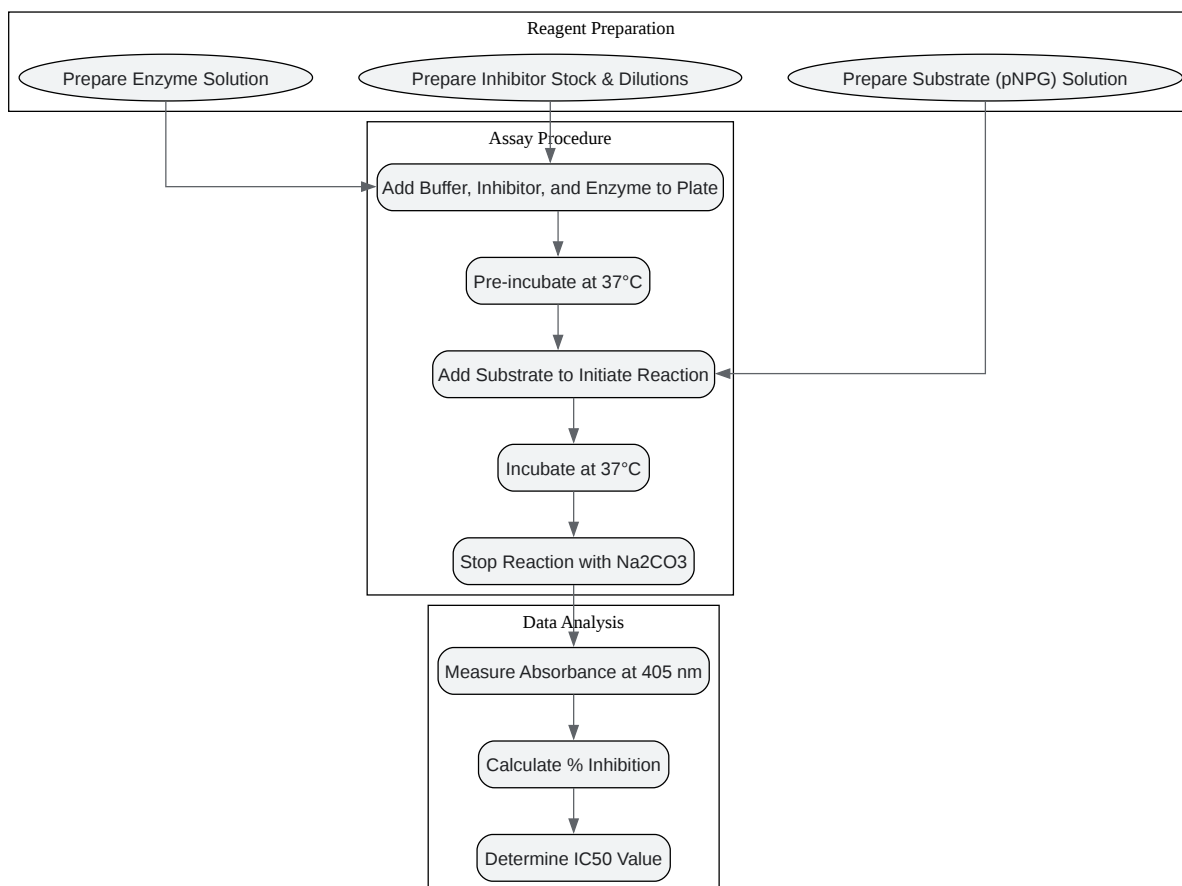 Reagent Preparation
Prepare Enzyme Solution
Prepare Inhibitor Stock & Dilutions
Prepare Substrate (pNPG) Solution
Assay Procedure
Add Buffer, Inhibitor, and Enzyme to Plate
Pre-incubate at 37°C
Add Substrate to Initiate Reaction
Incubate at 37°C
Stop Reaction with Na2CO3
Data Analysis
Measure Absorbance at 405 nm
Calculate % Inhibition
Determine IC50 Value